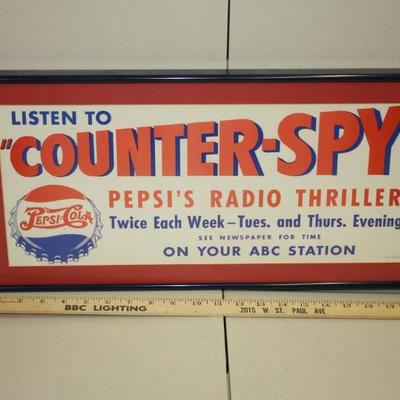 LISTEN TO
"COUNTER-SPY
PEPSI'S RADIO THRILLER
PEPSI-COLA
Twice Each Week—Tues. and Thurs. Evening
SEE NEWSPAPER FOR TIME
ON YOUR ABC STATION
BBC LIGHTING
2015 W ST. PAUL AVE